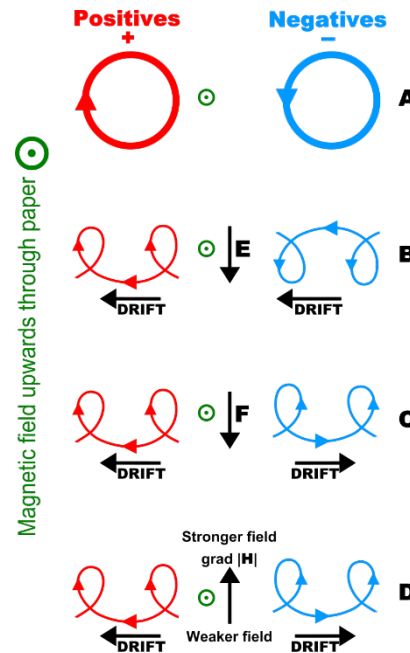 Positives
+
Negatives
−
A
Magnetic field upwards through paper
E
B
DRIFT
DRIFT
F
C
DRIFT
DRIFT
Stronger field
grad |H|
D
Weaker field
DRIFT
DRIFT